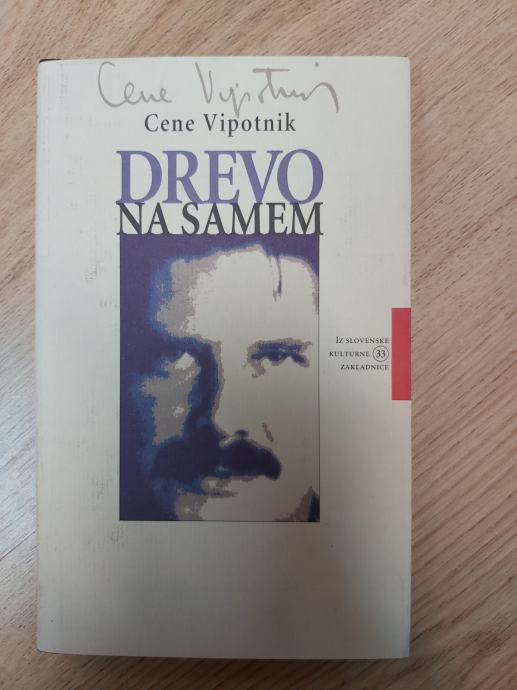 Cene Vipotnik
Cene Vipotnik
DREVO
NA SAMEM
IZ SLOVENSKE
KULTURNE 33
ZAKLADNICE